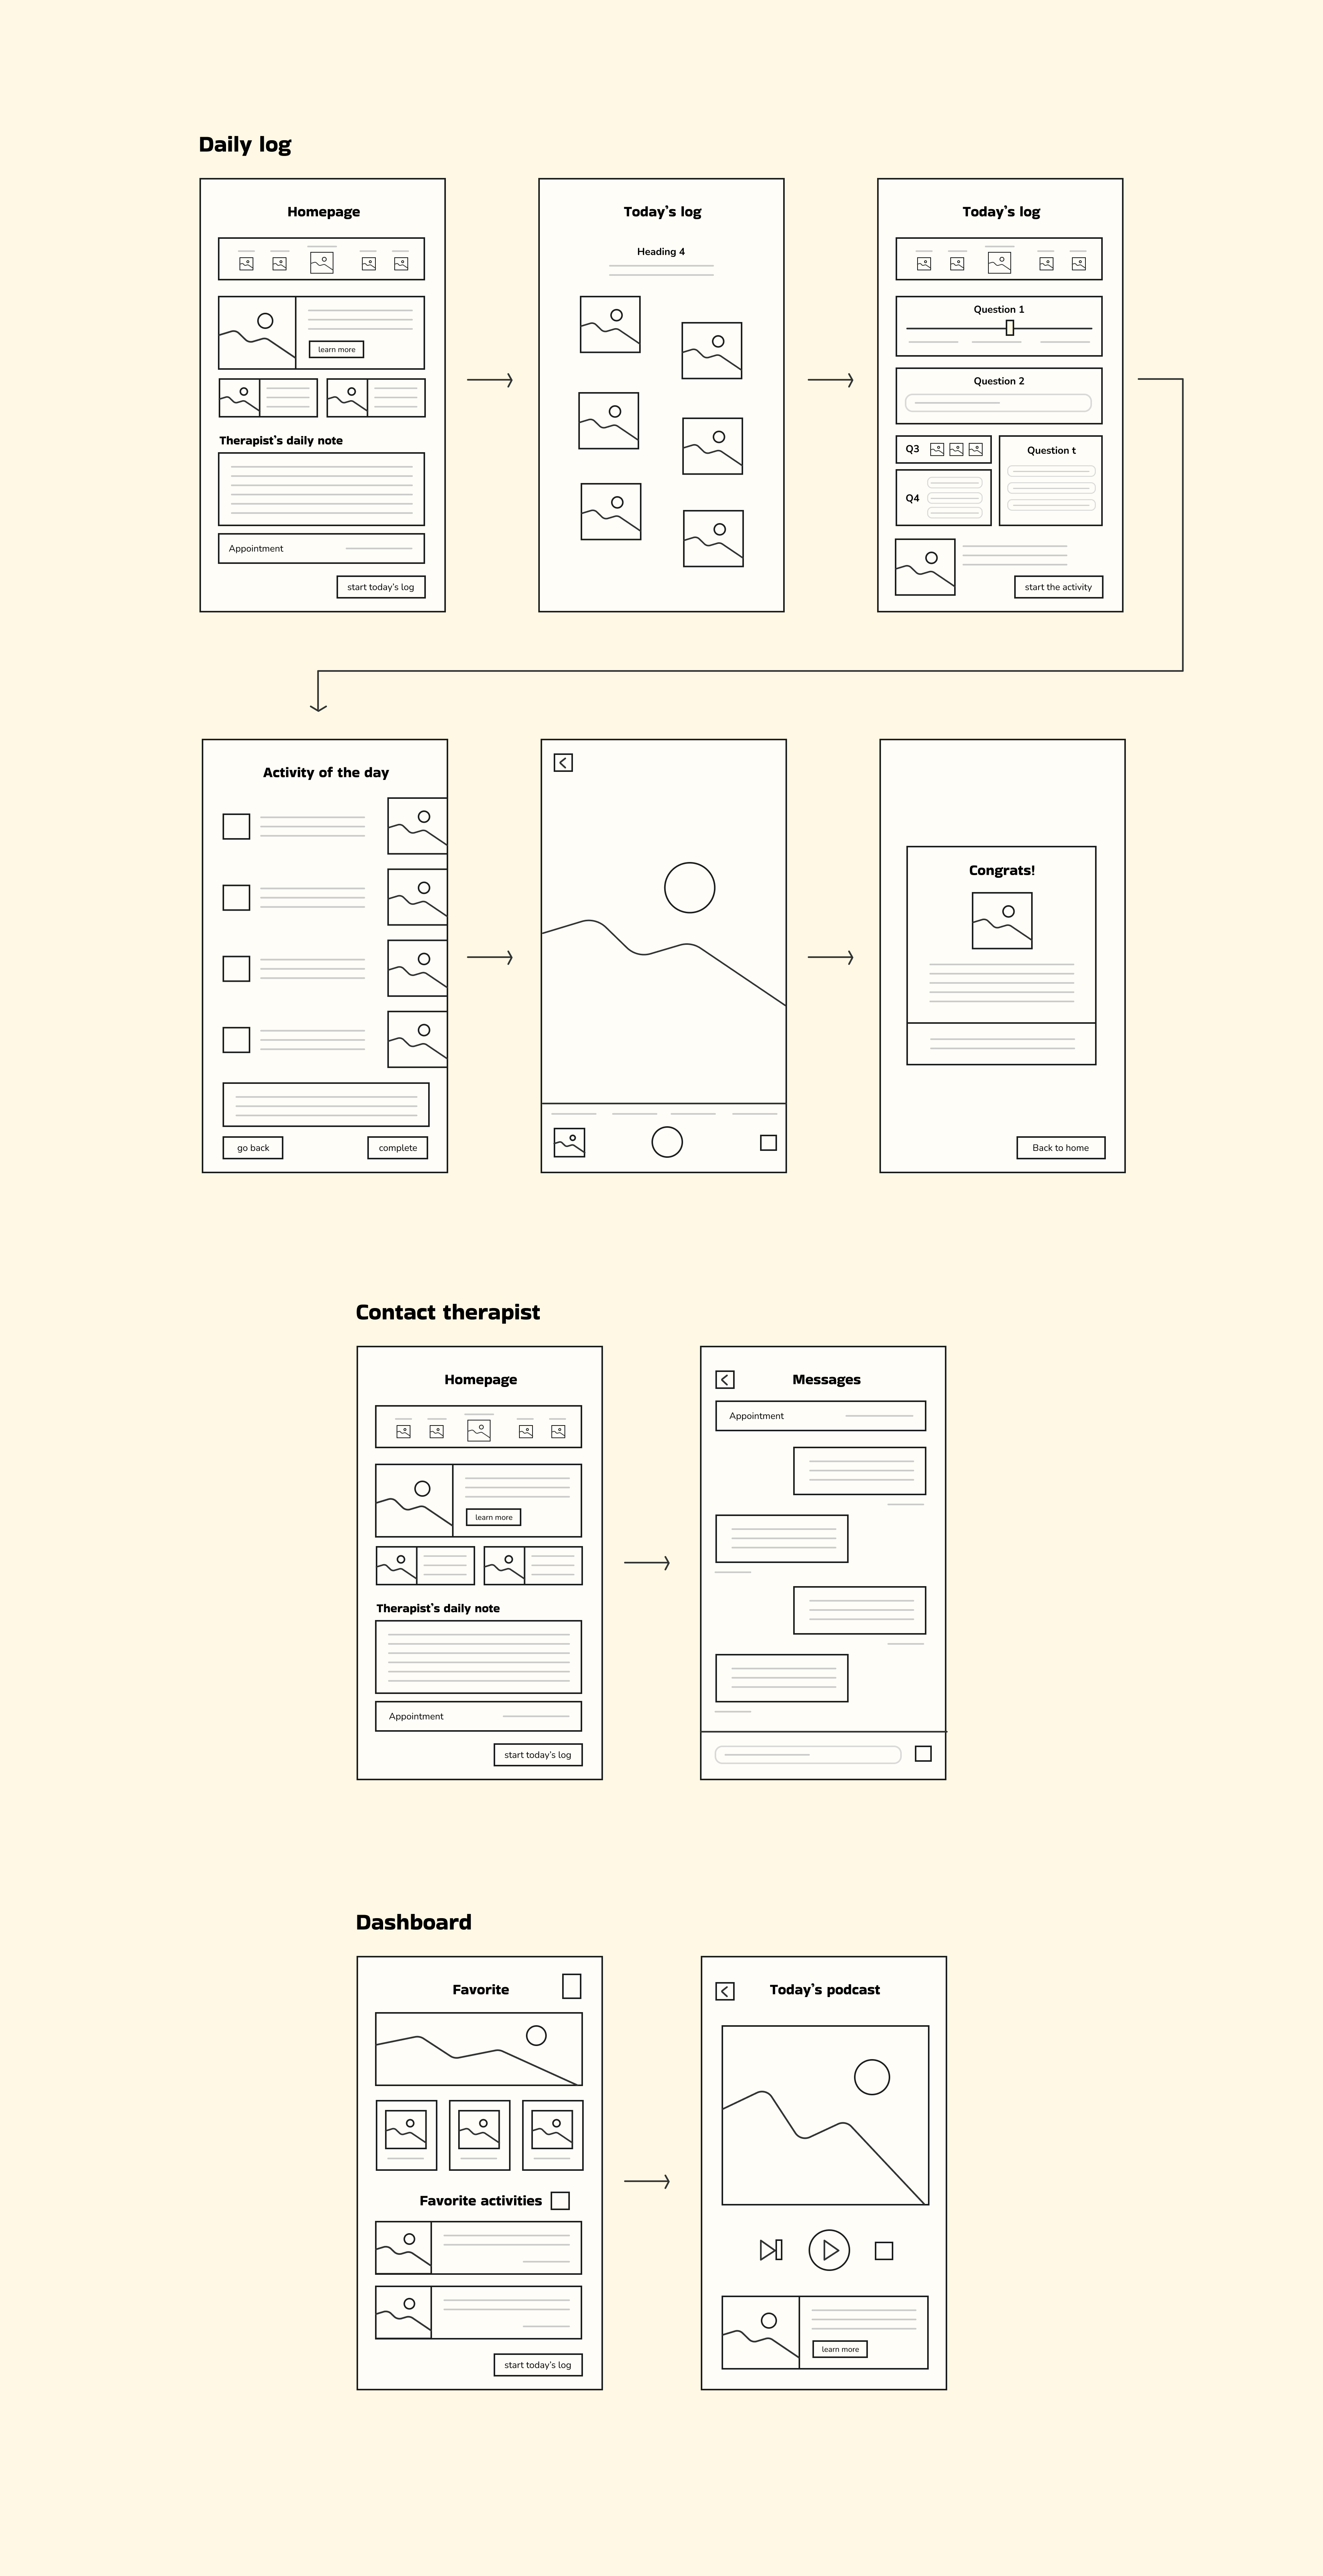 Daily log
Homepage
learn more
Therapist's daily note
Appointment
start today's log
Today's log
Heading 4
Today's log
Question 1
Question 2
Q3
Q4
Question t
start the activity
Activity of the day
go back
complete
Congrats!
Back to home
Contact therapist
Homepage
learn more
Therapist's daily note
Appointment
start today's log
Messages
Appointment
Dashboard
Favorite
Favorite activities
start today's log
Today's podcast
learn more